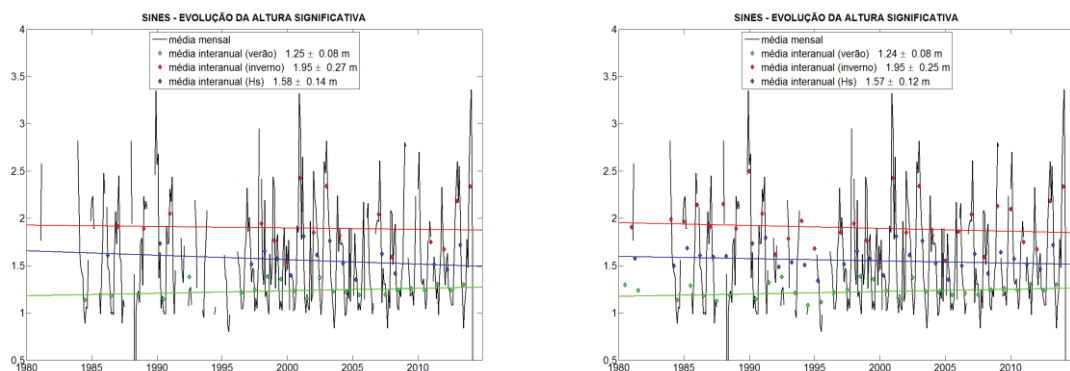 SINES - EVOLUÇÃO DA ALTURA SIGNIFICATIVA
média mensal
média interanual (verão) 1.25 ± 0.08 m
média interanual (inverno) 1.95 ± 0.27 m
média interanual (Hs) 1.58 ± 0.14 m
4
3.5
3
2.5
2
1.5
1
0.5
1980 1985 1990 1995 2000 2005 2010
SINES - EVOLUÇÃO DA ALTURA SIGNIFICATIVA
média mensal
média interanual (verão) 1.24 ± 0.08 m
média interanual (inverno) 1.95 ± 0.25 m
média interanual (Hs) 1.57 ± 0.12 m
4
3.5
3
2.5
2
1.5
1
0.5
1980 1985 1990 1995 2000 2005 2010